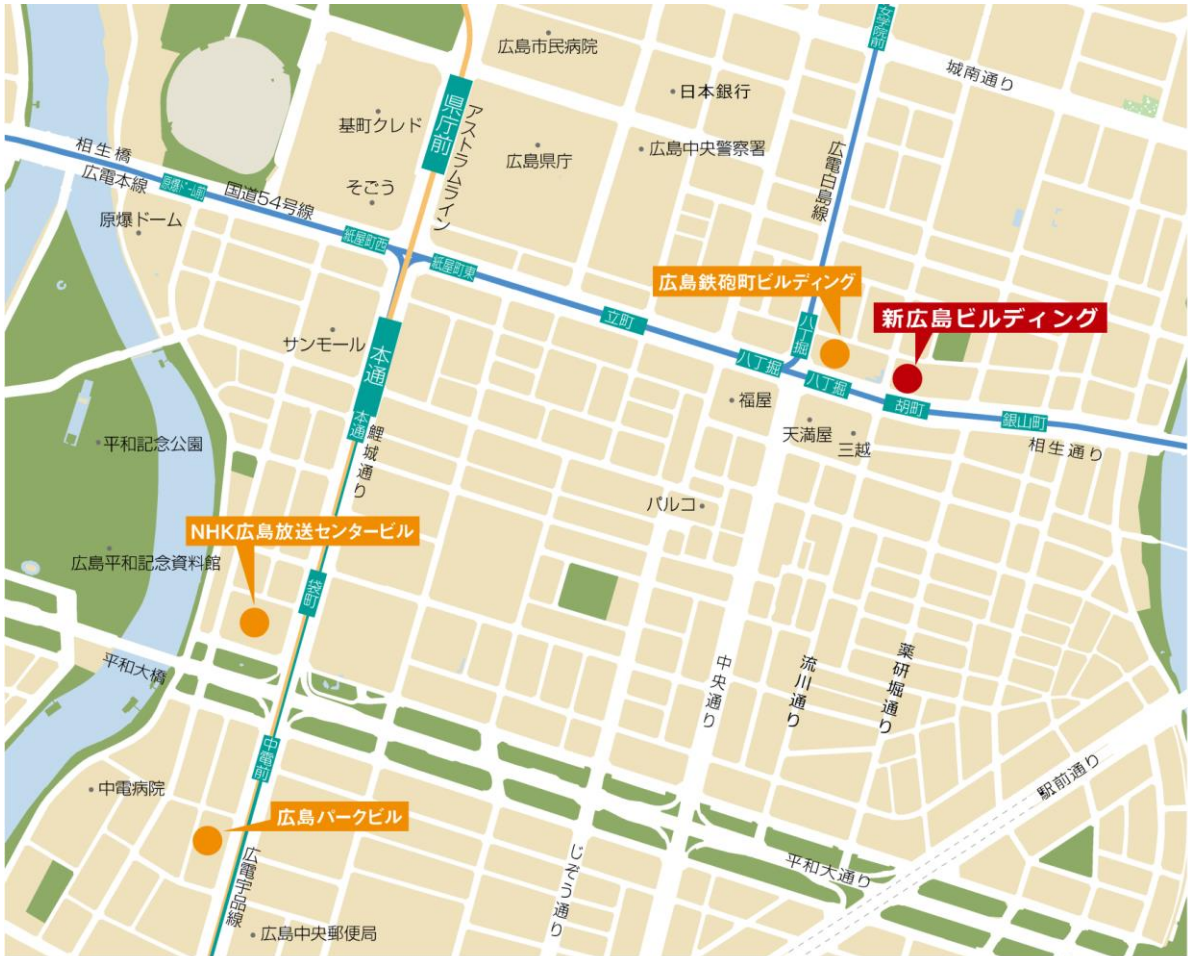 広島市民病院
女学院前
城南通り
日本銀行
基町クレド
県庁前
アストラムライン
広島県庁
広島中央警察署
相生橋
広電本線
原爆ドーム前
国道54号線
そごう
広電白島線
原爆ドーム
紙屋町西
紙屋町東
広島鉄砲町ビルディング
新広島ビルディング
立町
八丁堀
サンモール
本通
八丁堀
八丁堀
福屋
胡町
銀山町
天満屋
三越
相生通り
本通
鯉城通り
平和記念公園
パルコ
NHK広島放送センタービル
広島平和記念資料館
袋町
平和大橋
中央通り
流川通り
薬研堀通り
中電前
中電病院
駅前通り
広島パークビル
じぞう通り
平和大通り
広電宇品線
広島中央郵便局